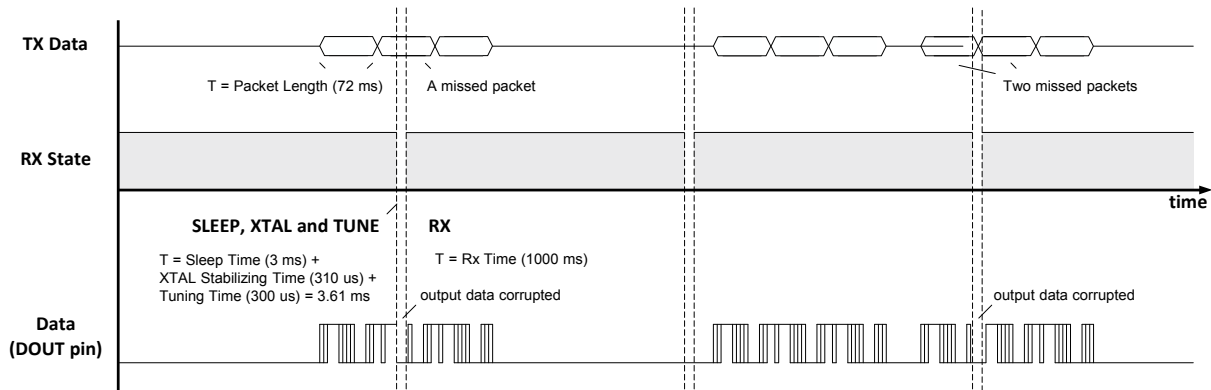 TX Data
T = Packet Length (72 ms)
A missed packet
Two missed packets
RX State
time
SLEEP, XTAL and TUNE
RX
T = Sleep Time (3 ms) +
XTAL Stabilizing Time (310 us) +
Tuning Time (300 us) = 3.61 ms
T = Rx Time (1000 ms)
output data corrupted
output data corrupted
Data
(DOUT pin)